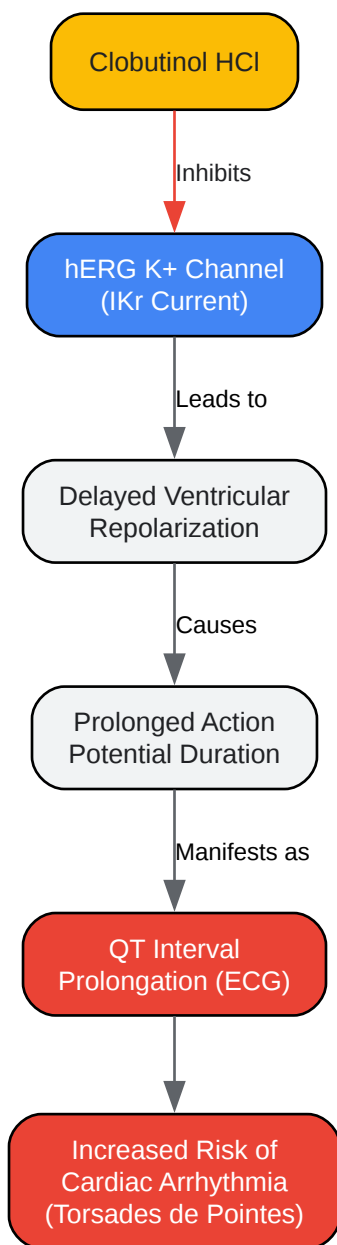 Clobutinol HCl
Inhibits
hERG K+ Channel
(IKr Current)
Leads to
Delayed Ventricular
Repolarization
Causes
Prolonged Action
Potential Duration
Manifests as
QT Interval
Prolongation (ECG)
Increased Risk of
Cardiac Arrhythmia
(Torsades de Pointes)